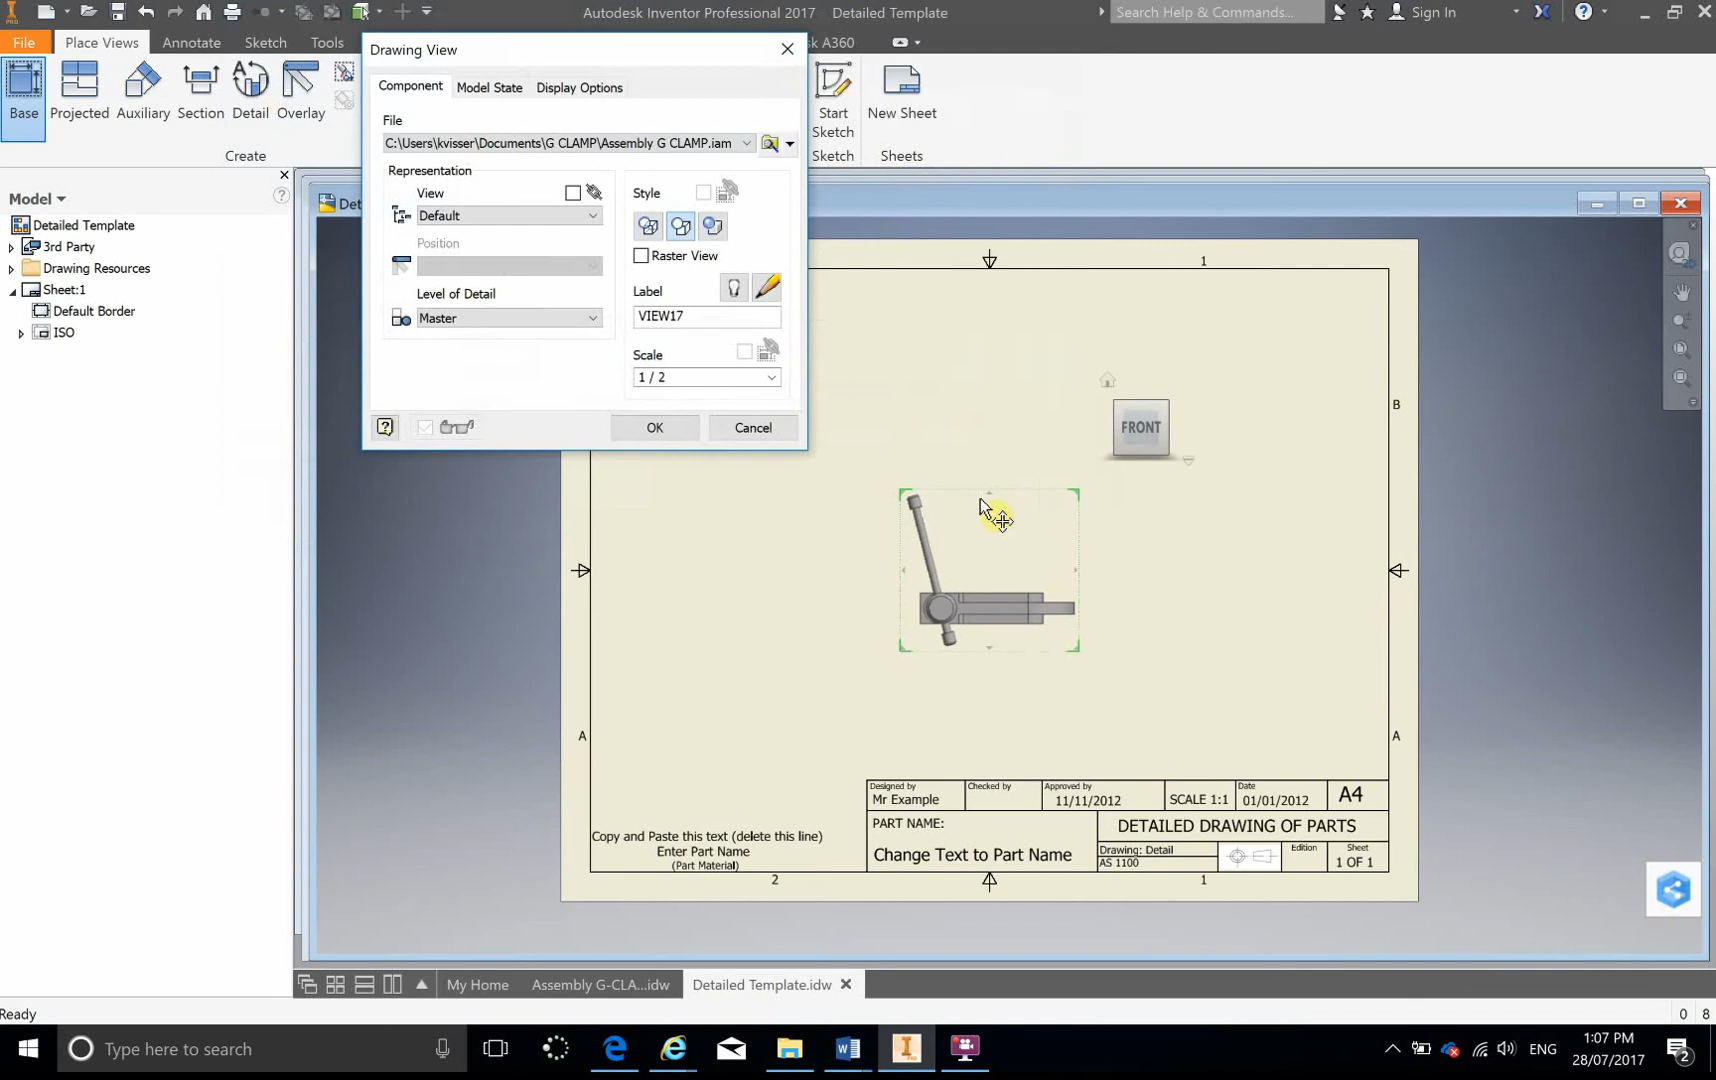 PRO
Autodesk Inventor Professional 2017 Detailed Template
Search Help & Commands...
Sign In
File
Place Views
Annotate
Sketch
Tools
sk A360
Base
Projected
Auxiliary
Section
Detail
Overlay
Start
Sketch
New Sheet
Create
Sketch
Sheets
Drawing View
Component
Model State
Display Options
File
C:\Users\kvisser\Documents\G CLAMP\Assembly G CLAMP.iam
Representation
View
Default
Position
Level of Detail
Master
Style
Raster View
Label
VIEW17
Scale
1 / 2
OK
Cancel
Model
Detailed Template
3rd Party
Drawing Resources
Sheet:1
Default Border
ISO
Det
1
B
FRONT
A
A
Designed by
Mr Example
Checked by
Approved by
11/11/2012
SCALE 1:1
Date
01/01/2012
A4
PART NAME:
DETAILED DRAWING OF PARTS
Change Text to Part Name
Drawing: Detail
AS 1100
Edition
Sheet
1 OF 1
Copy and Paste this text (delete this line)
Enter Part Name
(Part Material)
2
1
My Home
Assembly G-CLA...idw
Detailed Template.idw
Ready
0 8
Type here to search
ENG
1:07 PM
28/07/2017
2